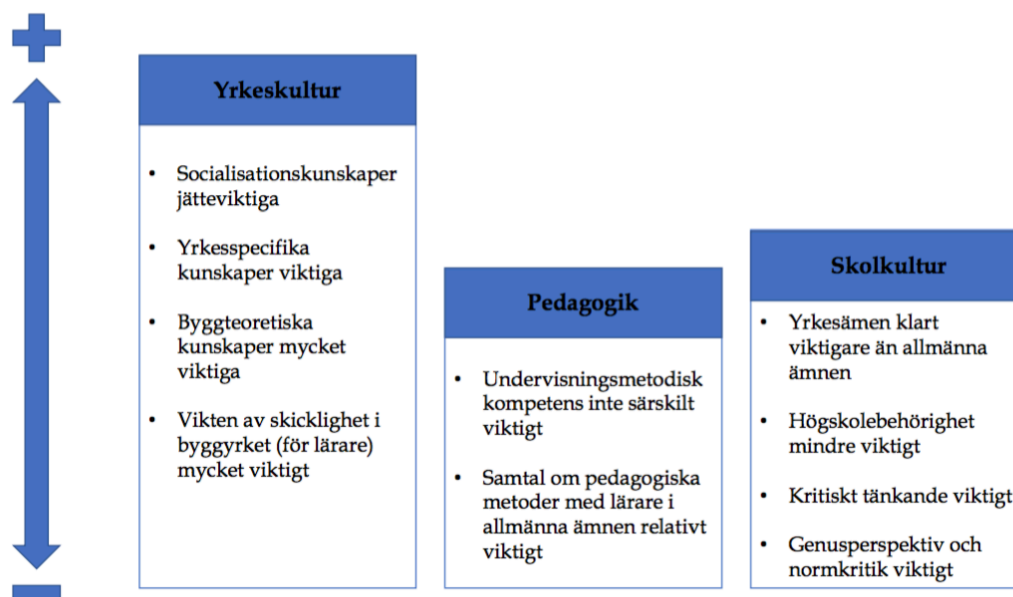 Yrkeskultur
• Socialisationskunskaper
jätteviktiga
• Yrkesspecifika
kunskaper viktiga
• Byggteoretiska
kunskaper mycket
viktiga
• Vikten av skicklighet i
byggyrket (för lärare)
mycket viktigt
Pedagogik
• Undervisningsmetodisk
kompetens inte särskilt
viktigt
• Samtal om pedagogiska
metoder med lärare i
allmänna ämnen relativt
viktigt
Skolkultur
• Yrkesämen klart
viktigare än allmänna
ämnen
• Högskolebehörighet
mindre viktigt
• Kritiskt tänkande viktigt
• Genusperspektiv och
normkritik viktigt